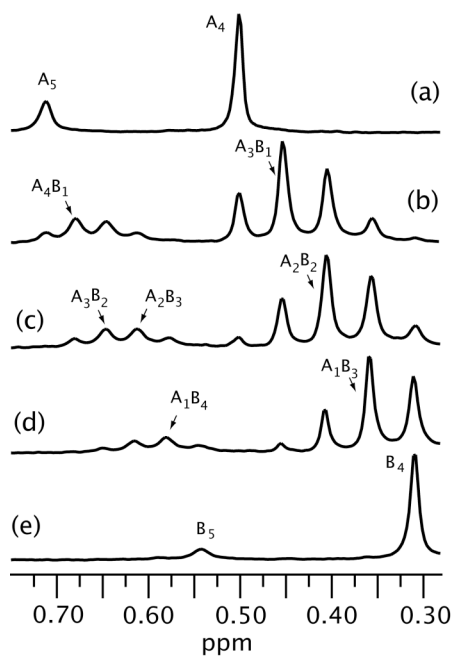 A₄
A₅
(a)
A₃B₁
A₄B₁
(b)
A₂B₂
A₃B₂ A₂B₃
(c)
A₁B₃
A₁B₄
(d)
B₄
(e)
B₅
0.70 0.60 0.50 0.40 0.30
ppm